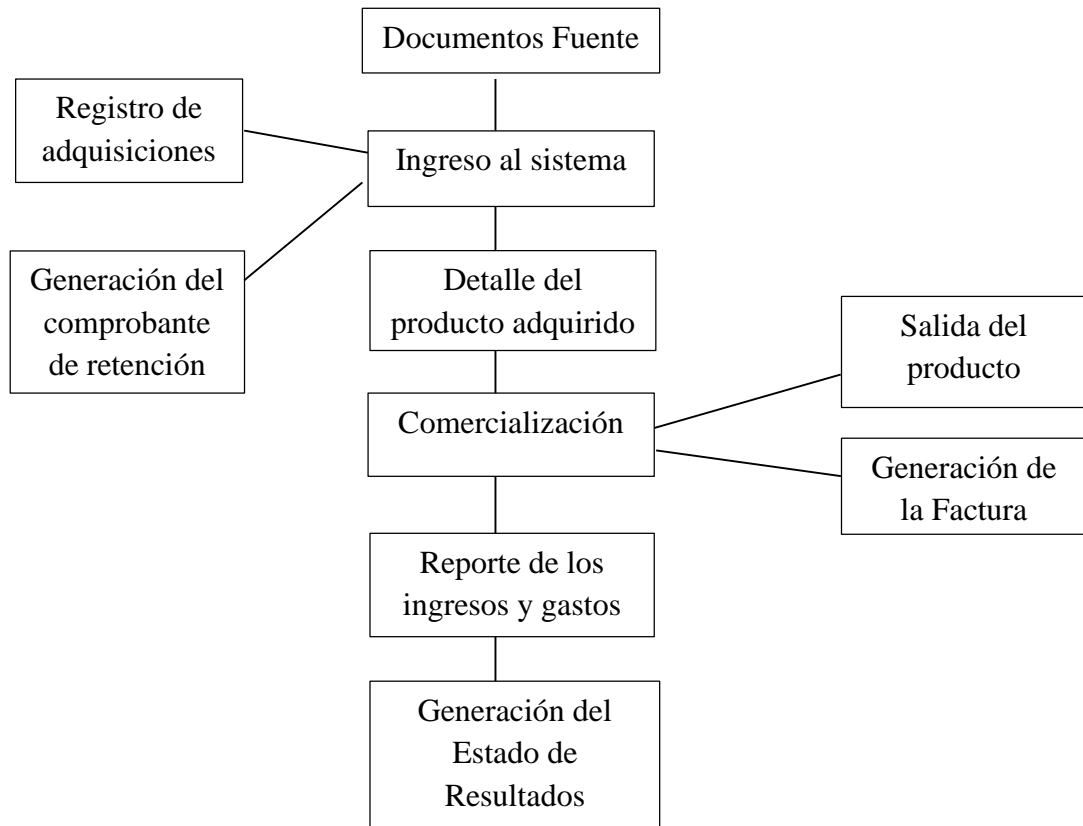 Documentos Fuente
Registro de
adquisiciones
Ingreso al sistema
Generación del
comprobante
de retención
Detalle del
producto adquirido
Salida del
producto
Comercialización
Generación de
la Factura
Reporte de los
ingresos y gastos
Generación del
Estado de
Resultados